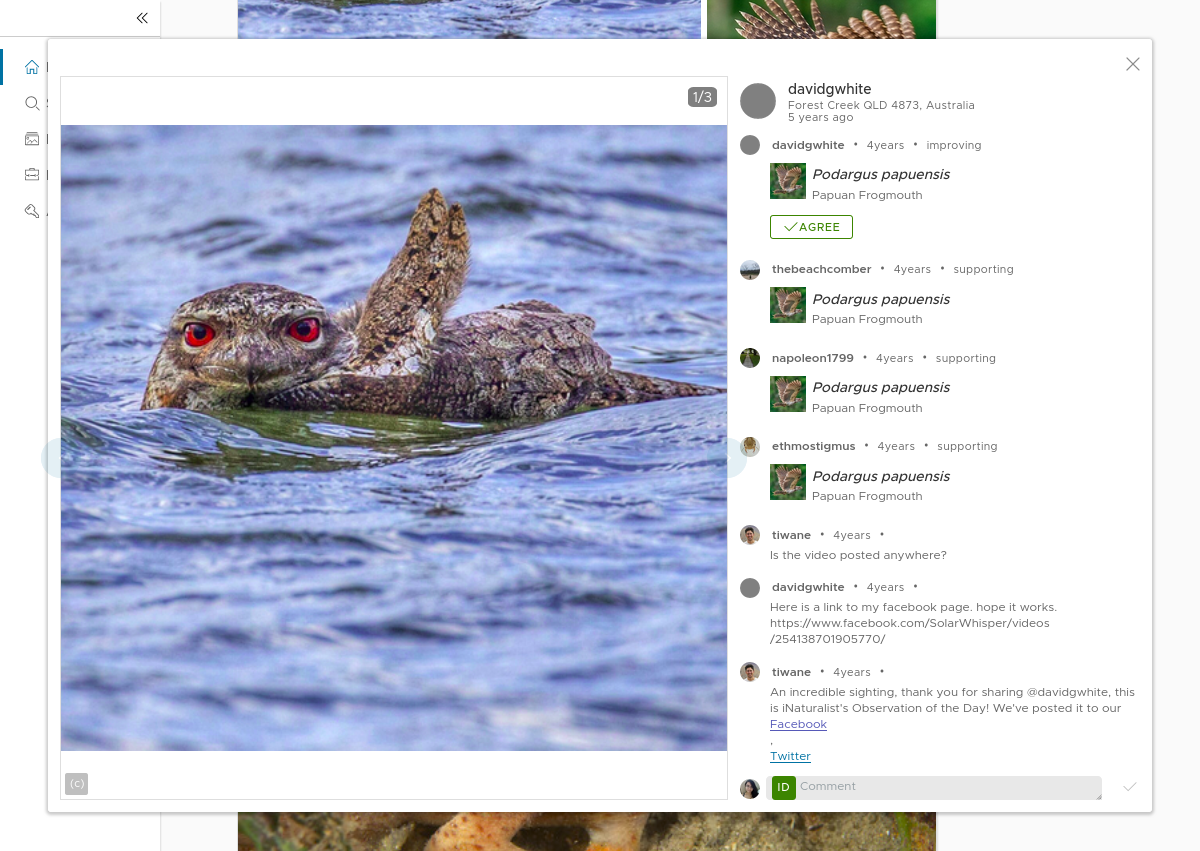 1/3
(c)
davidgwhite
Forest Creek QLD 4873, Australia
5 years ago
davidgwhite • 4years • improving
Podargus papuensis
Papuan Frogmouth
AGREE
thebeachcomber • 4years • supporting
Podargus papuensis
Papuan Frogmouth
napoleon1799 • 4years • supporting
Podargus papuensis
Papuan Frogmouth
ethmostigmus • 4years • supporting
Podargus papuensis
Papuan Frogmouth
tiwane • 4years •
Is the video posted anywhere?
davidgwhite • 4years •
Here is a link to my facebook page. hope it works.
https://www.facebook.com/SolarWhisper/videos
/254138701905770/
tiwane • 4years •
An incredible sighting, thank you for sharing @davidgwhite, this
is iNaturalist's Observation of the Day! We've posted it to our
Facebook
,
Twitter
ID Comment